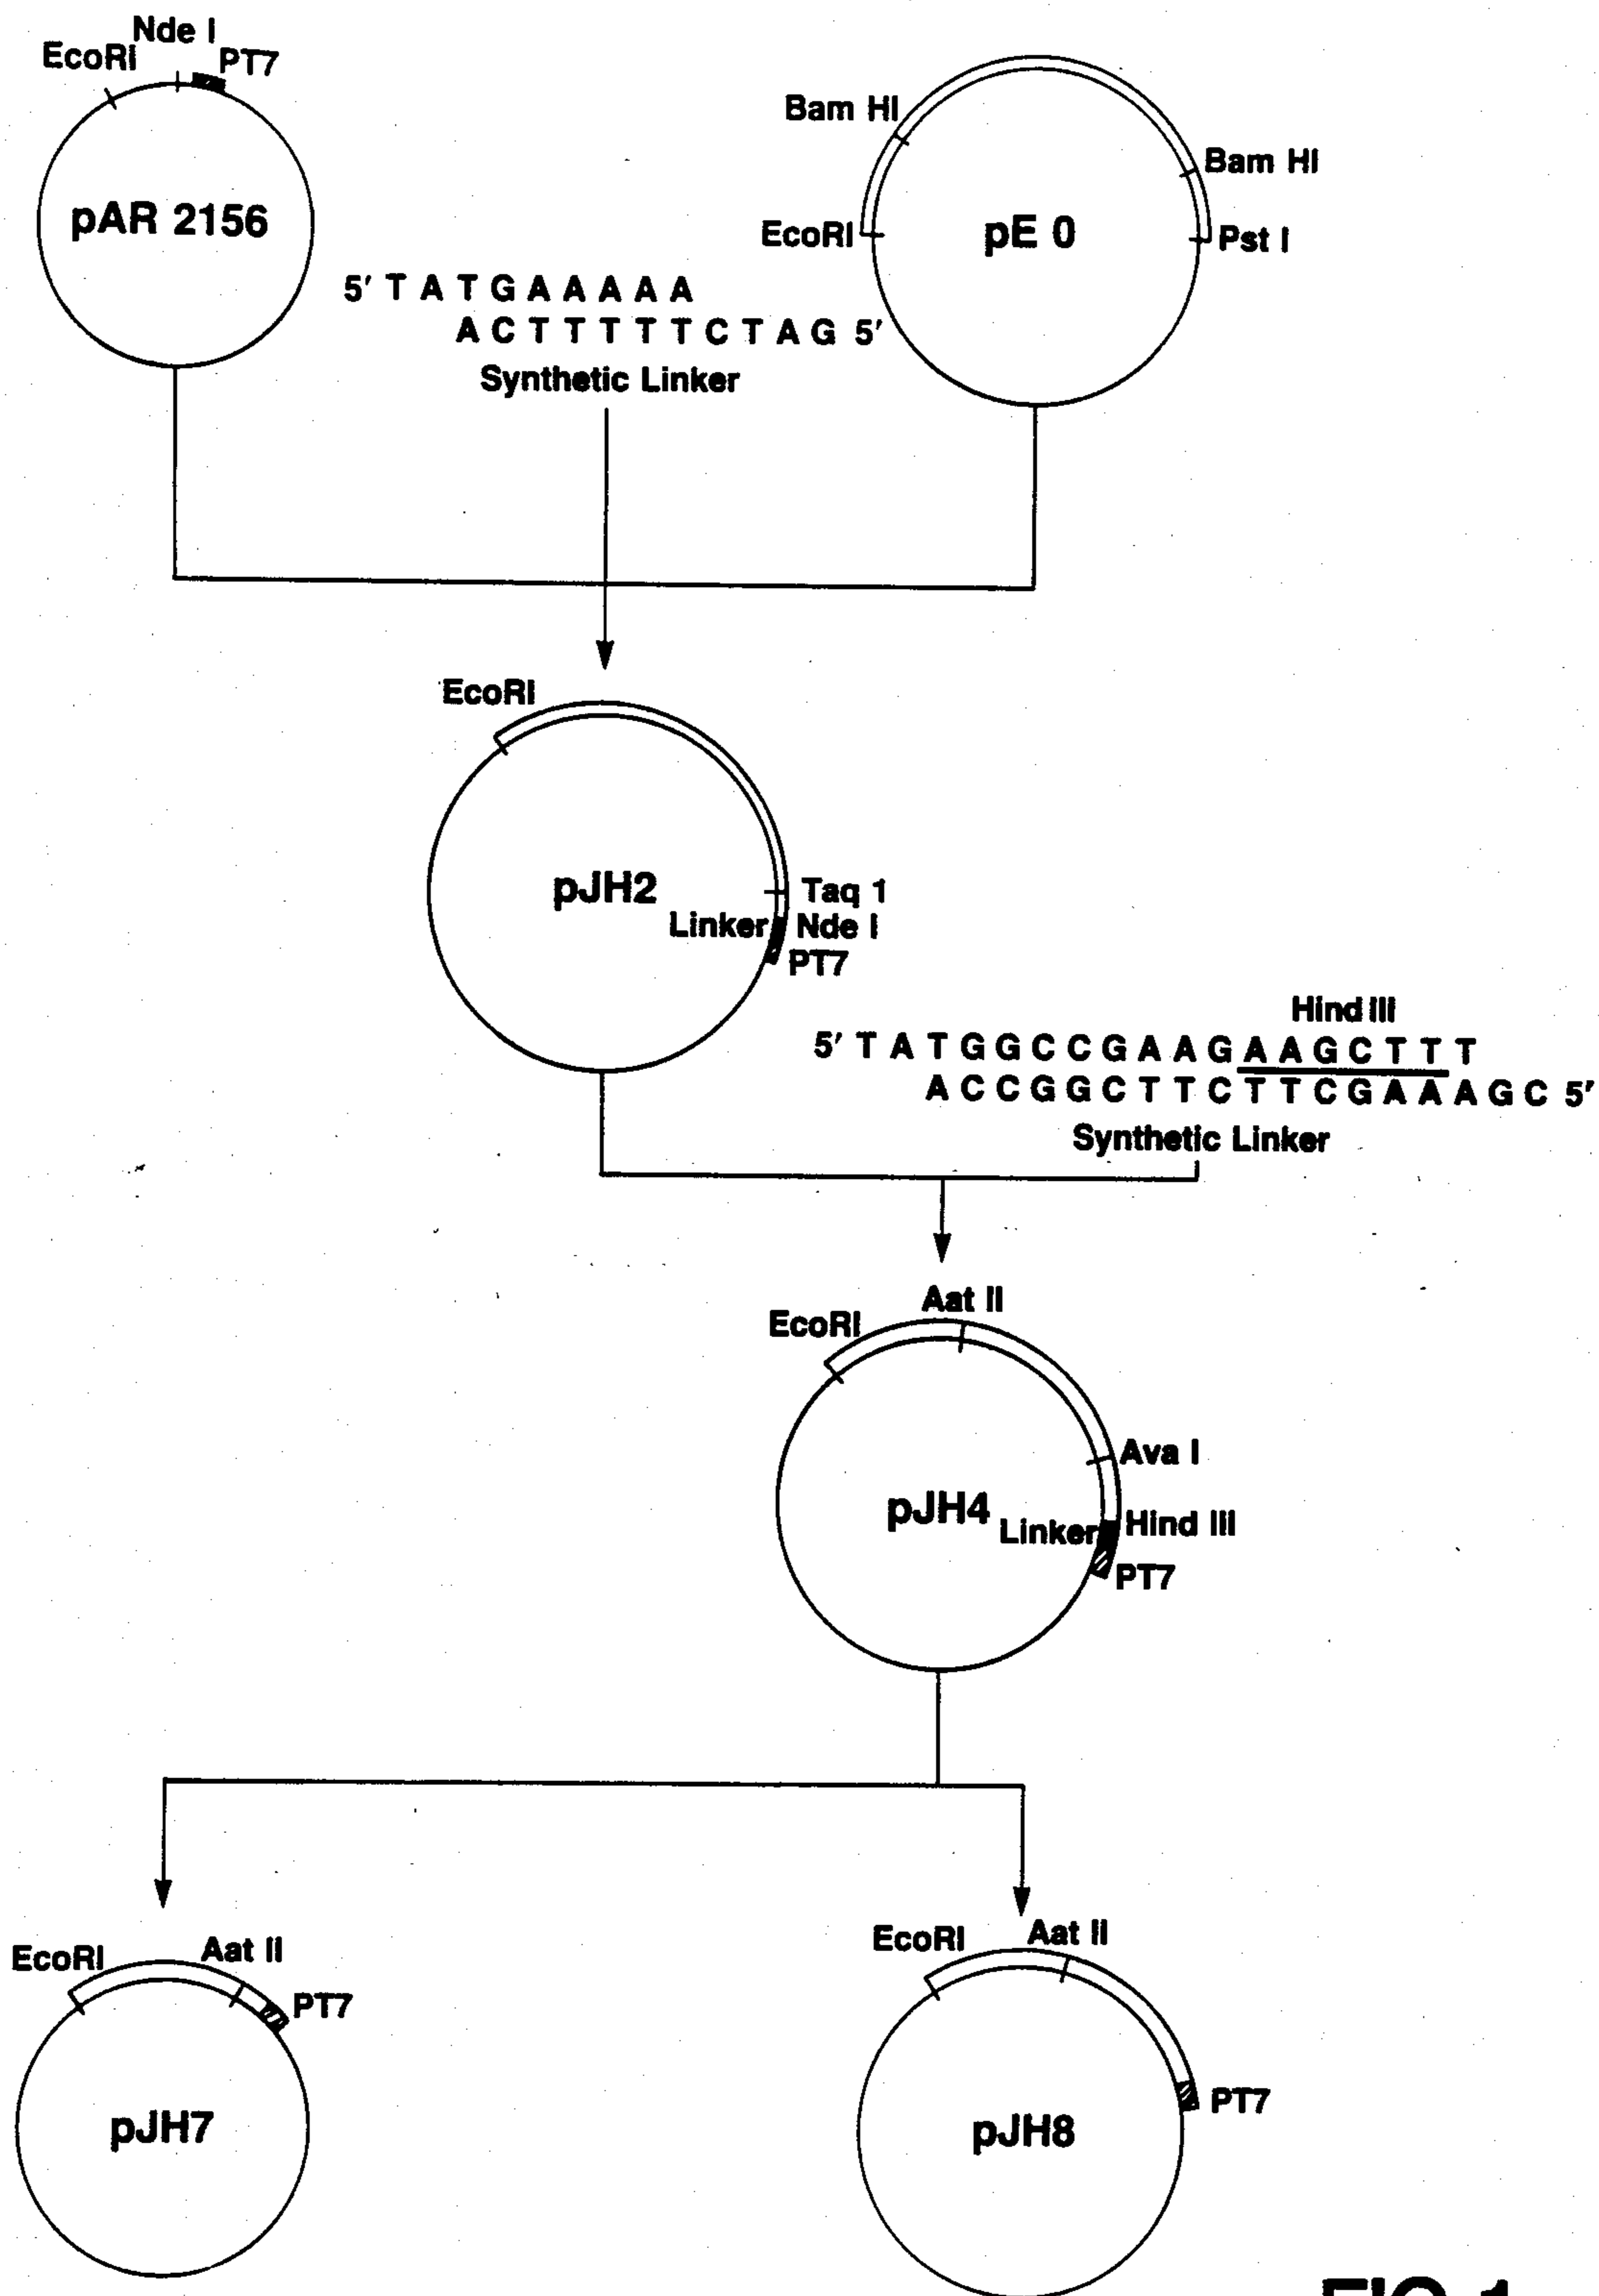 Nde I
EcoRI
PT7
pAR 2156
Bam HI
Bam HI
EcoRI
pE 0
Pst I
5' T A T G A A A A A
A C T T T T T C T A G 5'
Synthetic Linker
EcoRI
pJH2
Taq 1
Linker
Nde I
PT7
Hind III
5' T A T G G C C G A A G A A G C T T T
A C C G G C T T C T T C G A A A G C 5'
Synthetic Linker
Aat II
EcoRI
Ava I
pJH4
Linker
Hind III
PT7
EcoRI
Aat II
PT7
pJH7
EcoRI
Aat II
PT7
pJH8
FIG. 1